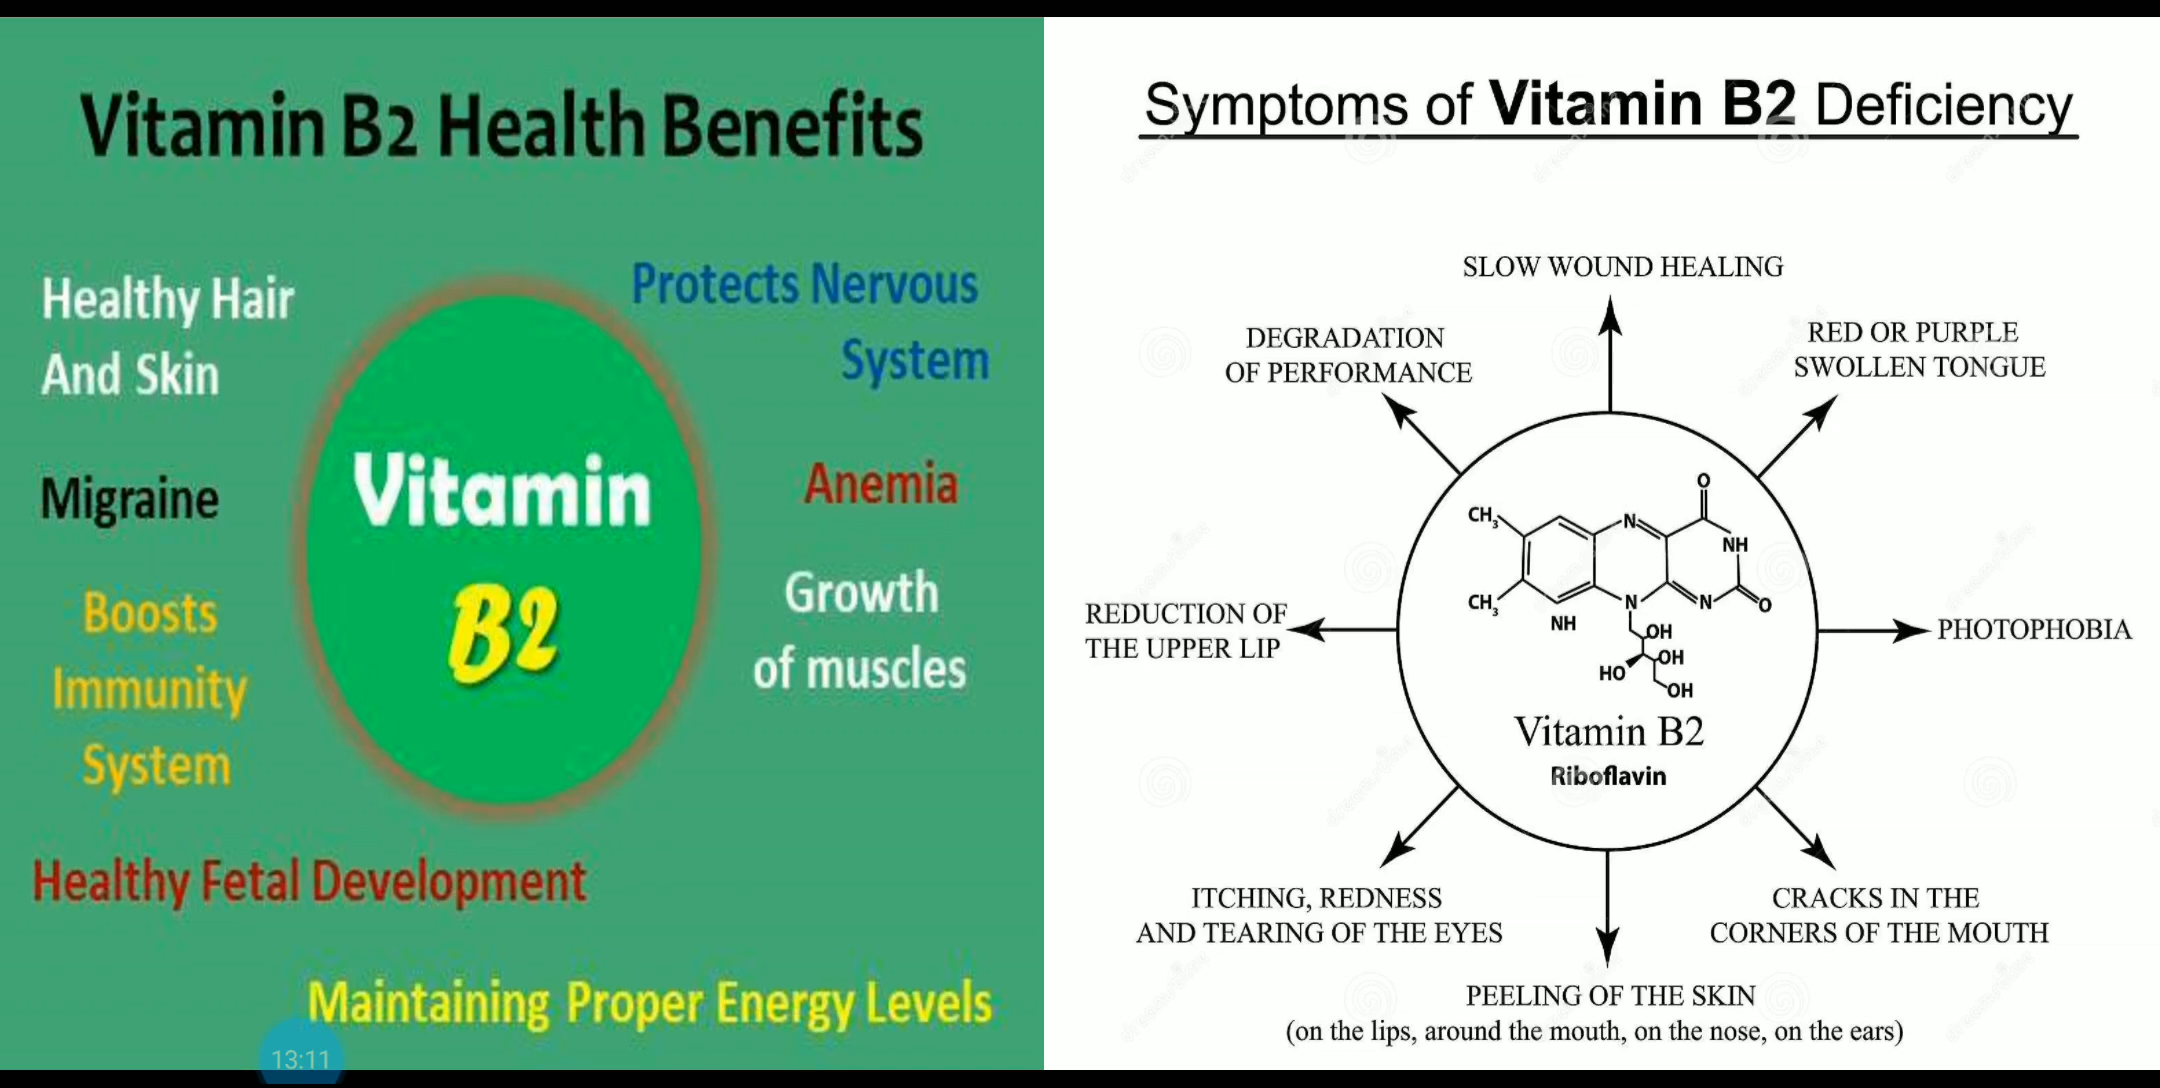 Vitamin B2 Health Benefits
Healthy Hair
And Skin
Protects Nervous
System
Migraine
Anemia
Vitamin
B2
Boosts
Immunity
System
Growth
of muscles
Healthy Fetal Development
Maintaining Proper Energy Levels
13:11
Symptoms of Vitamin B2 Deficiency
SLOW WOUND HEALING
DEGRADATION
OF PERFORMANCE
RED OR PURPLE
SWOLLEN TONGUE
REDUCTION OF
THE UPPER LIP
PHOTOPHOBIA
O
CH3
N
NH
CH3
NH
N
N
O
OH
OH
HO
OH
Vitamin B2
Riboflavin
ITCHING, REDNESS
AND TEARING OF THE EYES
CRACKS IN THE
CORNERS OF THE MOUTH
PEELING OF THE SKIN
(on the lips, around the mouth, on the nose, on the ears)